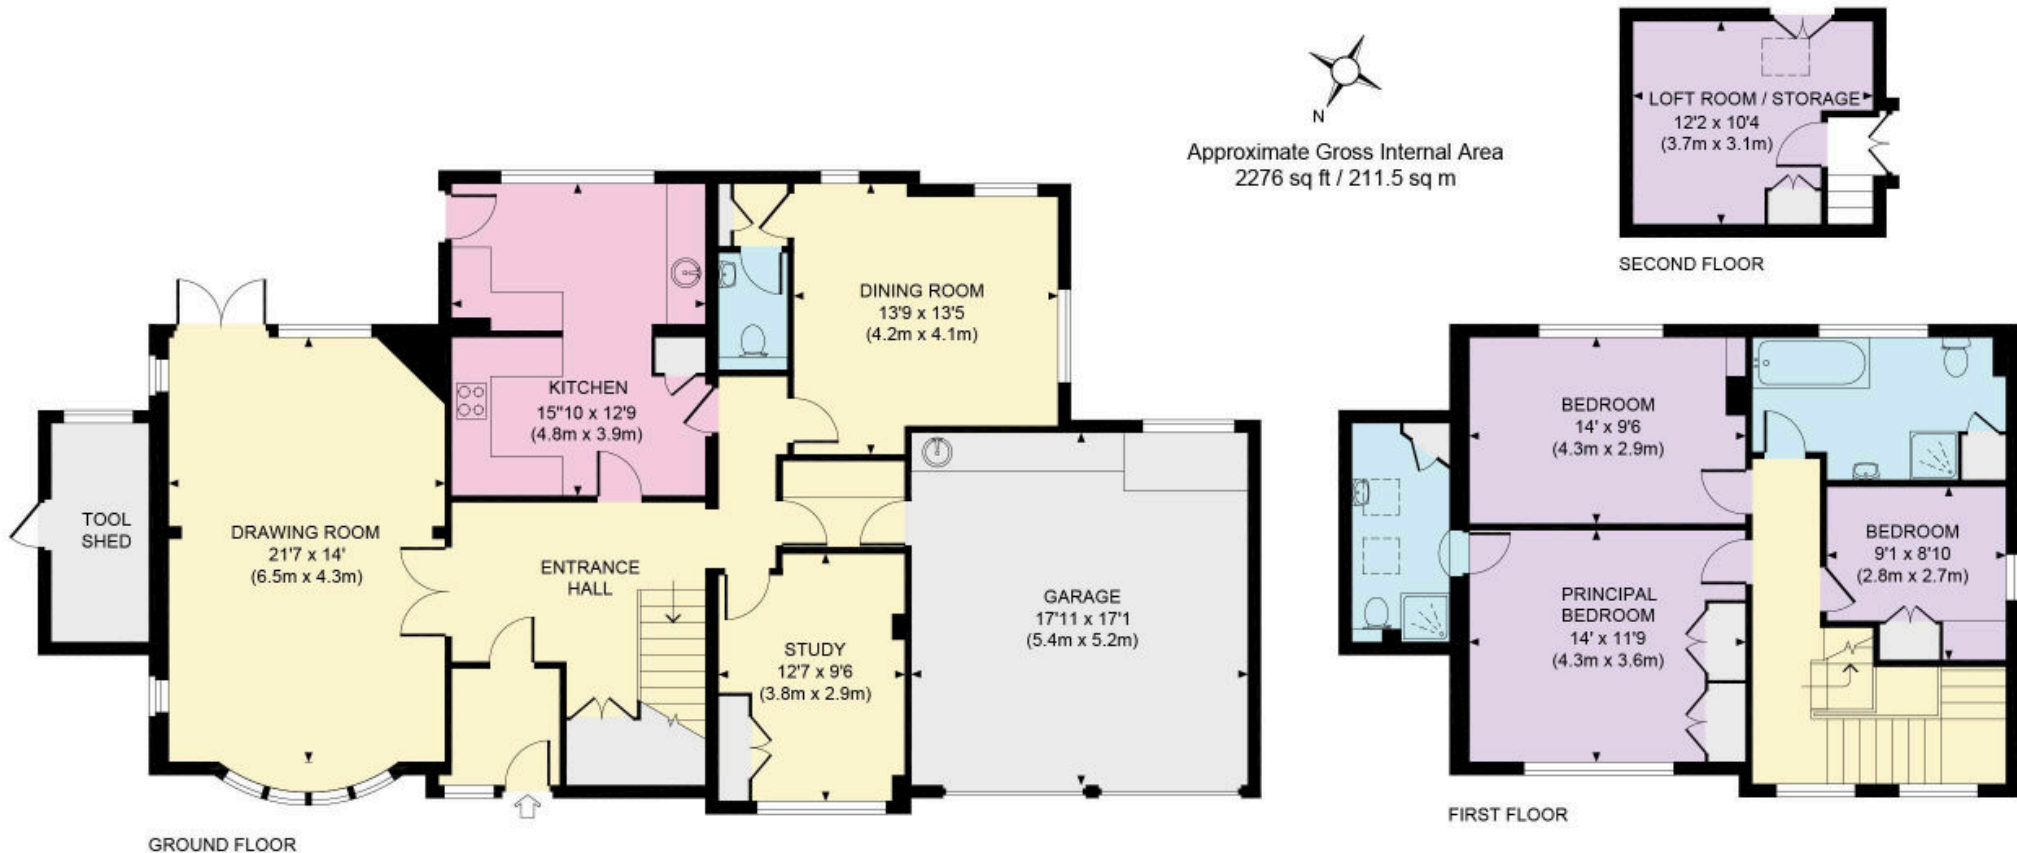 N
Approximate Gross Internal Area
2276 sq ft / 211.5 sq m
LOFT ROOM / STORAGE
12'2 x 10'4
(3.7m x 3.1m)
SECOND FLOOR
TOOL
SHED
DRAWING ROOM
21'7 x 14'
(6.5m x 4.3m)
KITCHEN
15"10 x 12'9
(4.8m x 3.9m)
DINING ROOM
13'9 x 13'5
(4.2m x 4.1m)
ENTRANCE
HALL
STUDY
12'7 x 9'6
(3.8m x 2.9m)
GARAGE
17'11 x 17'1
(5.4m x 5.2m)
GROUND FLOOR
BEDROOM
14' x 9'6
(4.3m x 2.9m)
BEDROOM
9'1 x 8'10
(2.8m x 2.7m)
PRINCIPAL
BEDROOM
14' x 11'9
(4.3m x 3.6m)
FIRST FLOOR